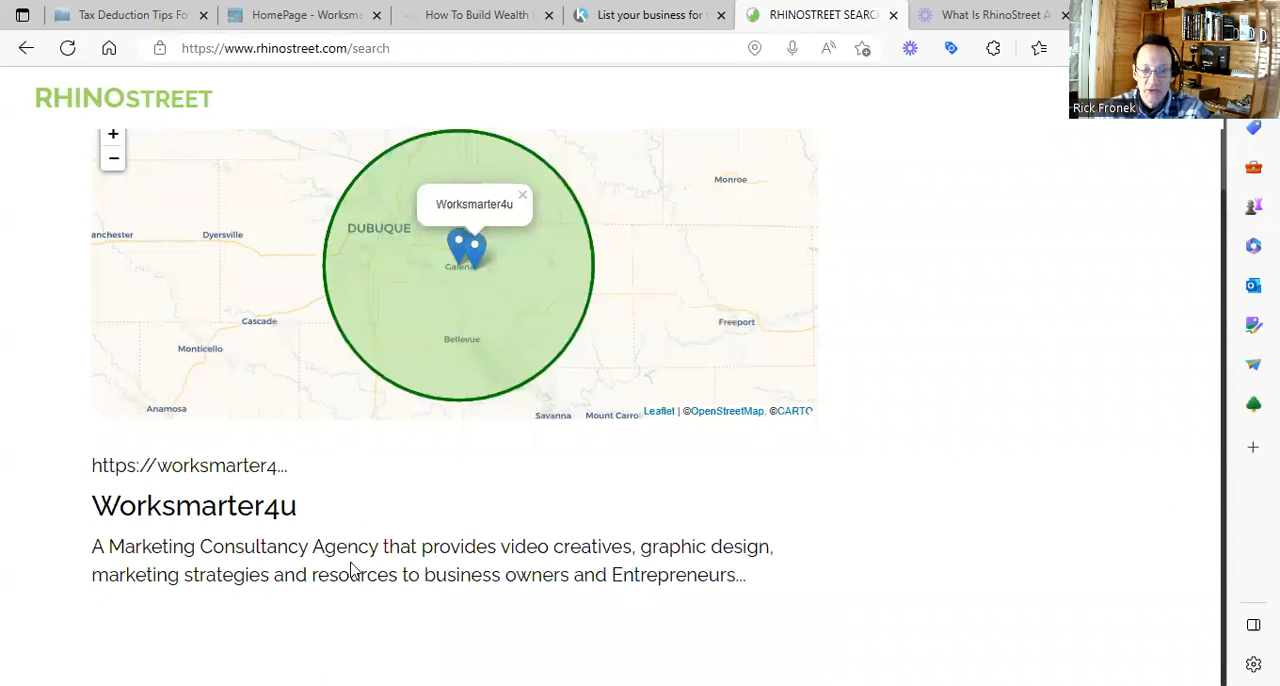 Tax Deduction Tips Fo
HomePage - Worksma
How To Build Wealth
List your business for
RHINOSTREET SEARC
What Is RhinoStreet A
https://www.rhinostreet.com/search
Rick Fronek
RHINOSTREET
+
−
Worksmarter4u
Monroe
DUBUQUE
anchester
Dyersville
Galena
Cascade
Freeport
Bellevue
Monticello
Anamosa
Savanna
Mount Carrol
Leaflet | ©OpenStreetMap, ©CARTO
https://worksmarter4...
Worksmarter4u
A Marketing Consultancy Agency that provides video creatives, graphic design,
marketing strategies and resources to business owners and Entrepreneurs...